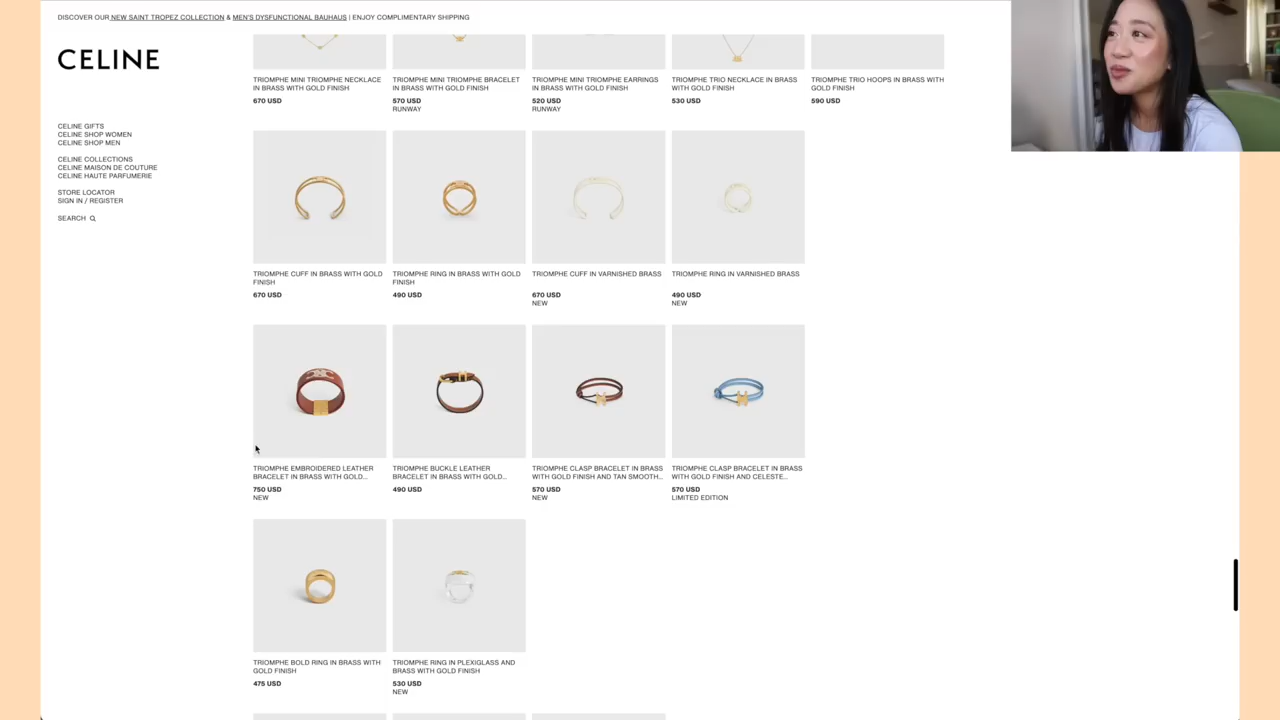 DISCOVER OUR NEW SAINT TROPEZ COLLECTION & MEN'S DYSFUNCTIONAL BAUHAUS | ENJOY COMPLIMENTARY SHIPPING
CELINE
CELINE GIFTS
CELINE SHOP WOMEN
CELINE SHOP MEN
CELINE COLLECTIONS
CELINE MAISON DE COUTURE
CELINE HAUTE PARFUMERIE
STORE LOCATOR
SIGN IN / REGISTER
SEARCH
TRIOMPHE MINI TRIOMPHE NECKLACE
IN BRASS WITH GOLD FINISH
670 USD
TRIOMPHE MINI TRIOMPHE BRACELET
IN BRASS WITH GOLD FINISH
570 USD
RUNWAY
TRIOMPHE MINI TRIOMPHE EARRINGS
IN BRASS WITH GOLD FINISH
520 USD
RUNWAY
TRIOMPHE TRIO NECKLACE IN BRASS
WITH GOLD FINISH
530 USD
TRIOMPHE TRIO HOOPS IN BRASS WITH
GOLD FINISH
590 USD
TRIOMPHE CUFF IN BRASS WITH GOLD
FINISH
670 USD
TRIOMPHE RING IN BRASS WITH GOLD
FINISH
490 USD
TRIOMPHE CUFF IN VARNISHED BRASS
670 USD
NEW
TRIOMPHE RING IN VARNISHED BRASS
490 USD
NEW
TRIOMPHE EMBROIDERED LEATHER
BRACELET IN BRASS WITH GOLD...
750 USD
NEW
TRIOMPHE BUCKLE LEATHER
BRACELET IN BRASS WITH GOLD...
490 USD
TRIOMPHE CLASP BRACELET IN BRASS
WITH GOLD FINISH AND TAN SMOOTH...
570 USD
NEW
TRIOMPHE CLASP BRACELET IN BRASS
WITH GOLD FINISH AND CELESTE...
570 USD
LIMITED EDITION
TRIOMPHE BOLD RING IN BRASS WITH
GOLD FINISH
475 USD
TRIOMPHE RING IN PLEXIGLASS AND
BRASS WITH GOLD FINISH
530 USD
NEW